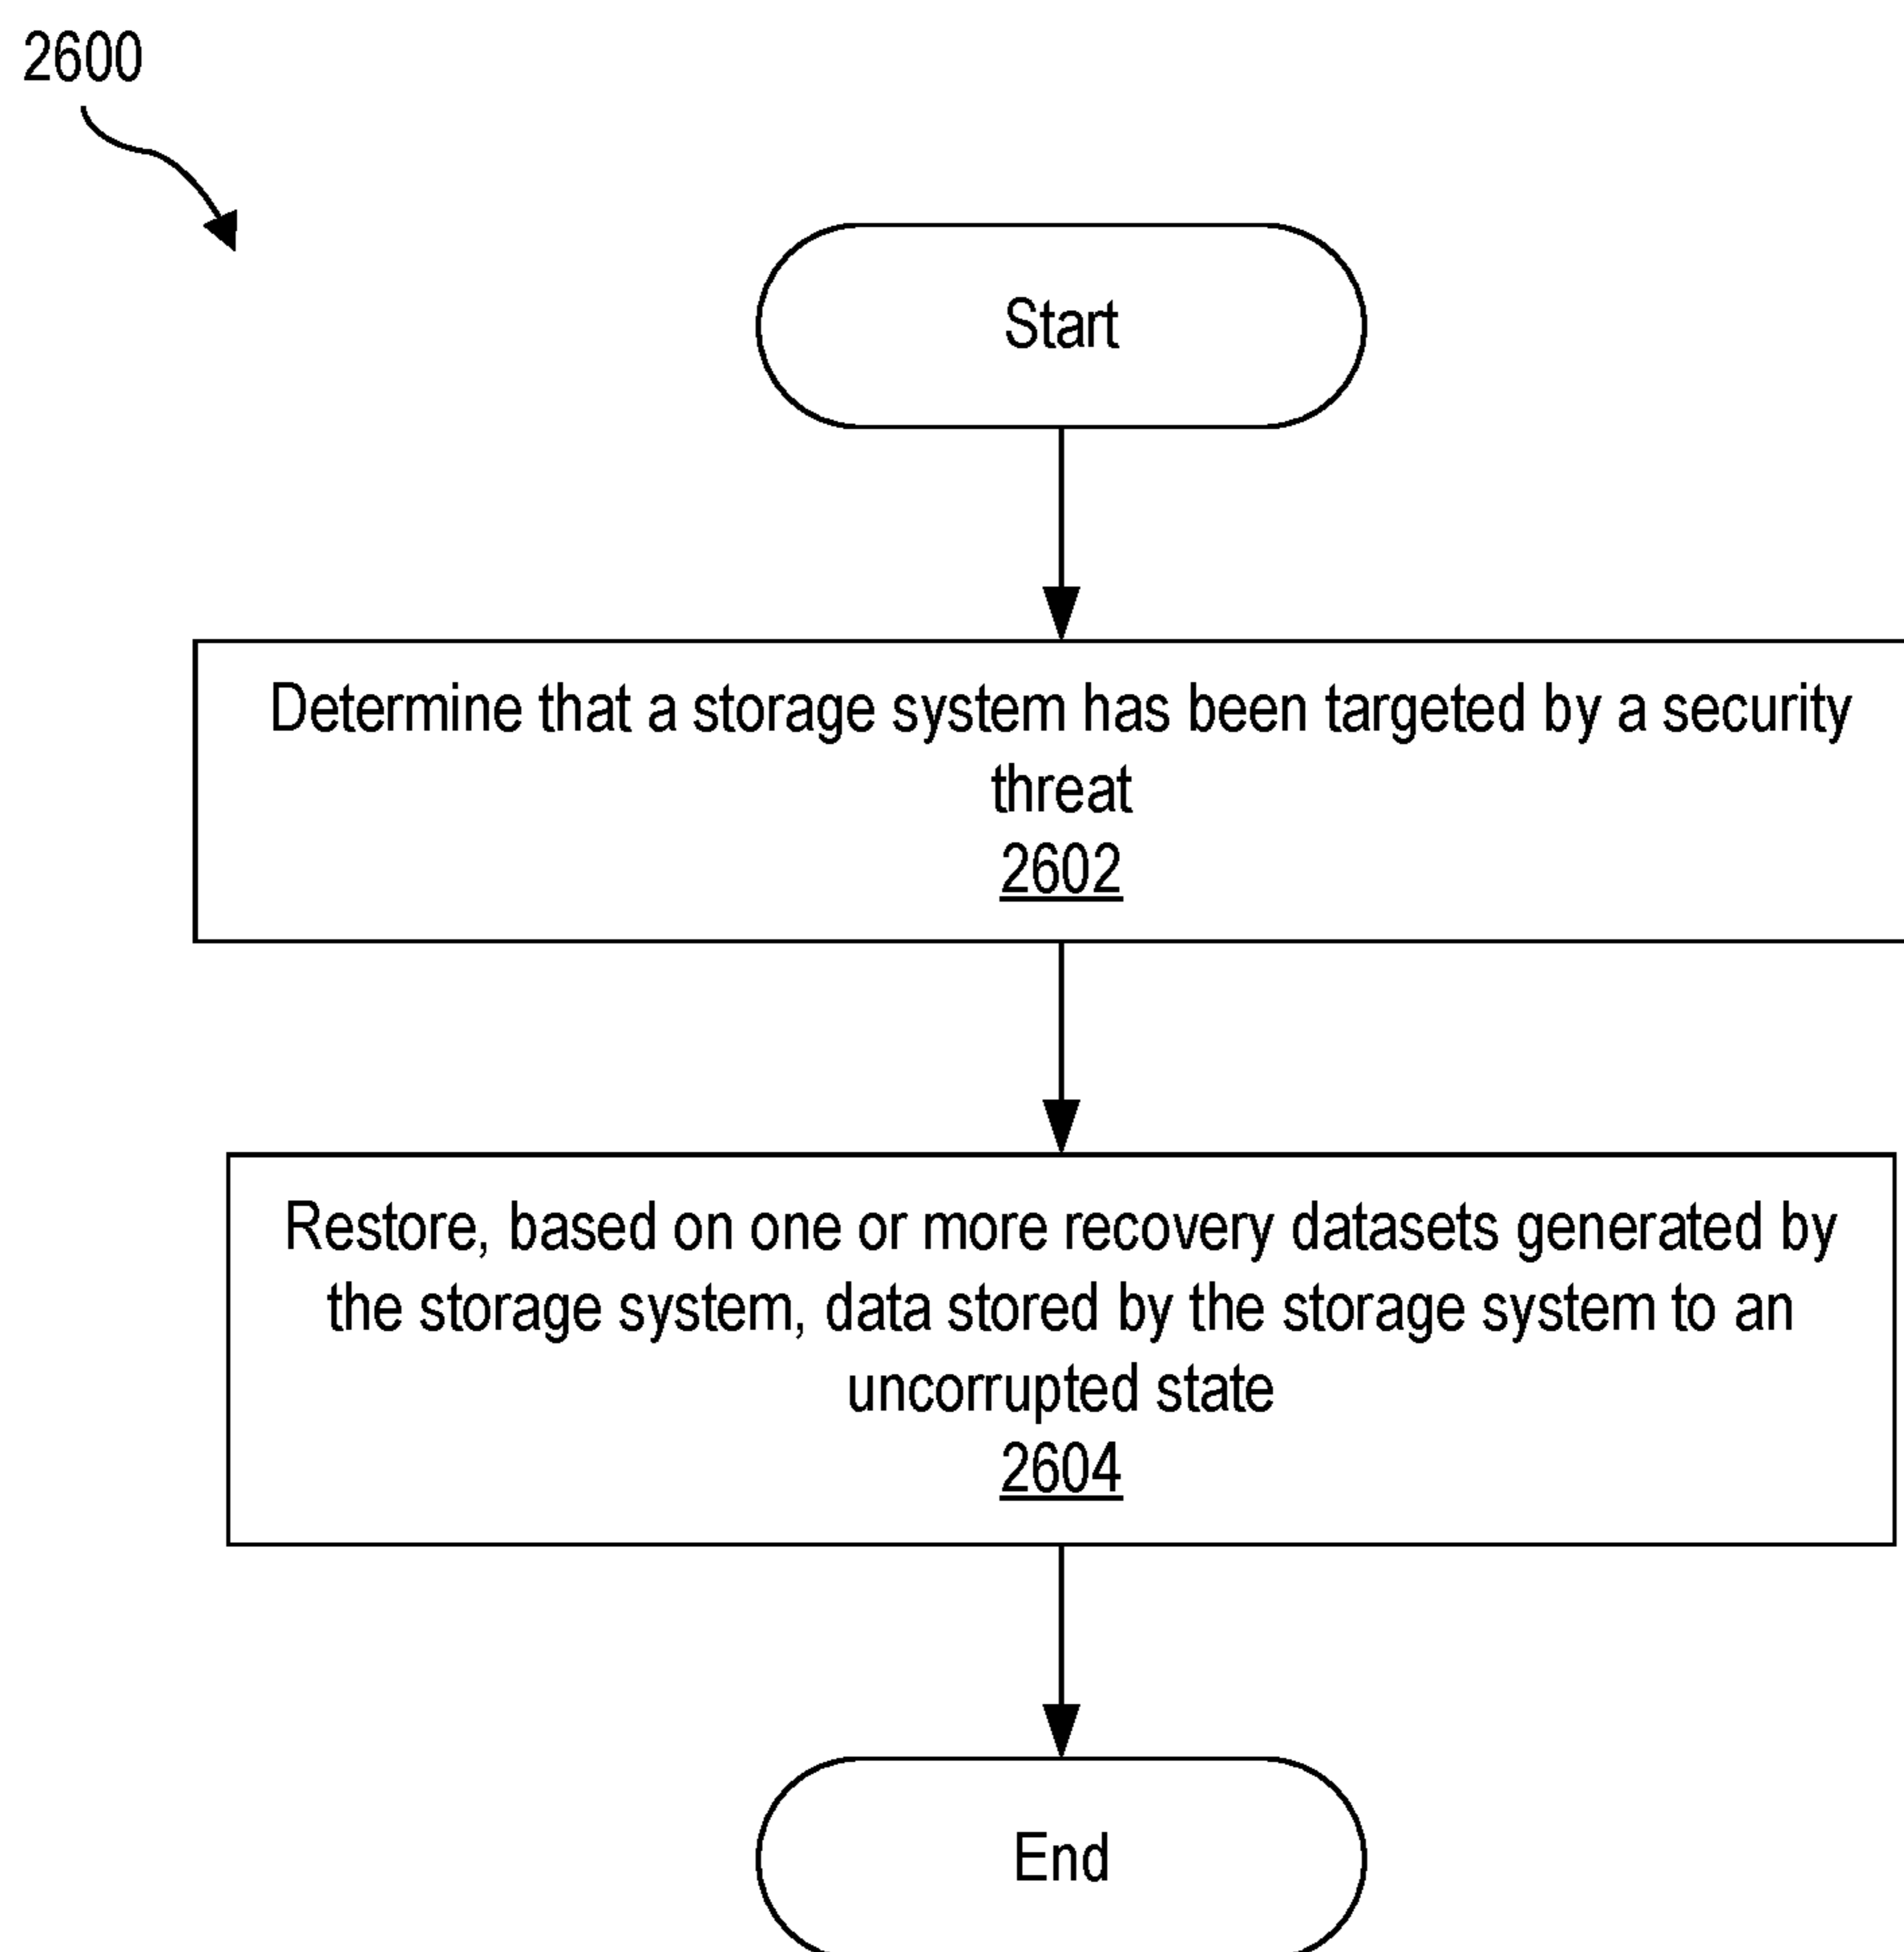 2600
Start
Determine that a storage system has been targeted by a security
threat
2602
Restore, based on one or more recovery datasets generated by
the storage system, data stored by the storage system to an
uncorrupted state
2604
End